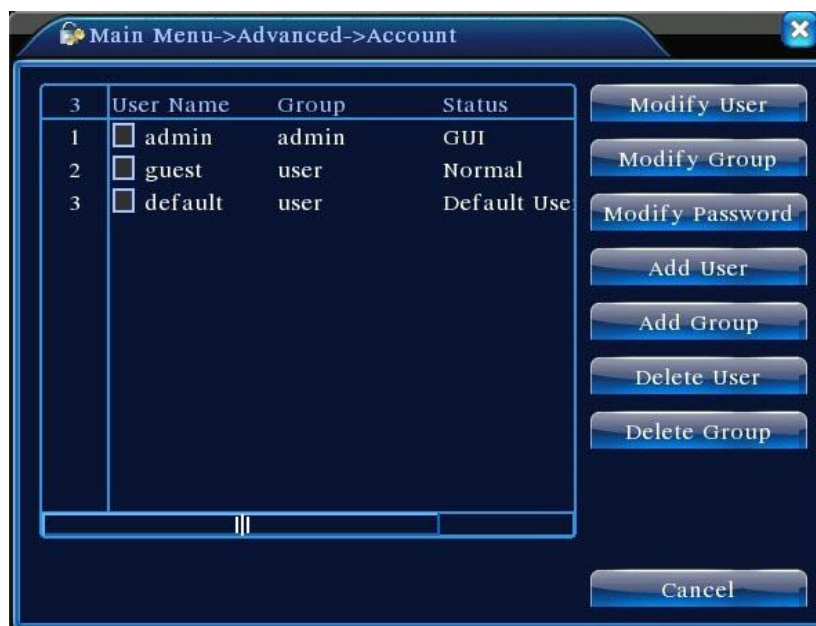 Main Menu->Advanced->Account
3 User Name Group Status
1 admin admin GUI
2 guest user Normal
3 default user Default Use
Modify User
Modify Group
Modify Password
Add User
Add Group
Delete User
Delete Group
Cancel